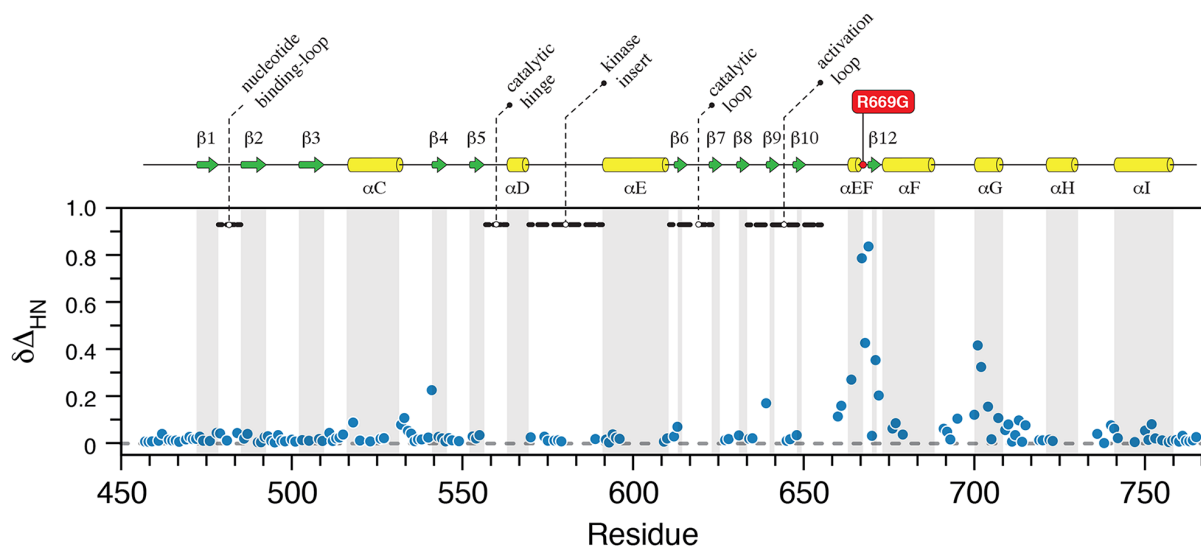 nucleotide
binding-loop
catalytic
hinge
kinase
insert
catalytic
loop
activation
loop
R669G
β1 β2 β3 β4 β5 β6 β7 β8 β9 β10 β12
αC αD αE αEF αF αG αH αI
1.0
0.8
0.6
0.4
0.2
0
δΔHN
450 500 550 600 650 700 750
Residue